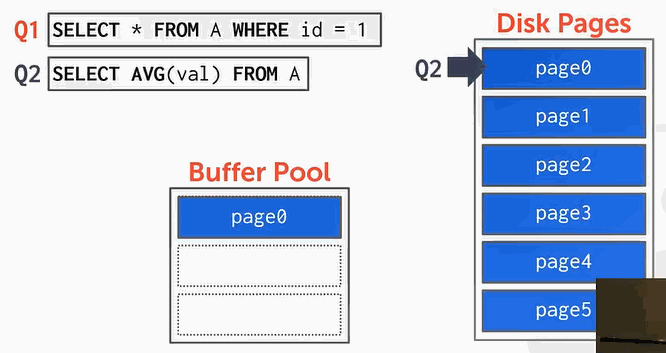 Q1 SELECT * FROM A WHERE id = 1
Q2 SELECT AVG(val) FROM A
Disk Pages
Q2
page0
page1
page2
page3
page4
page5
Buffer Pool
page0